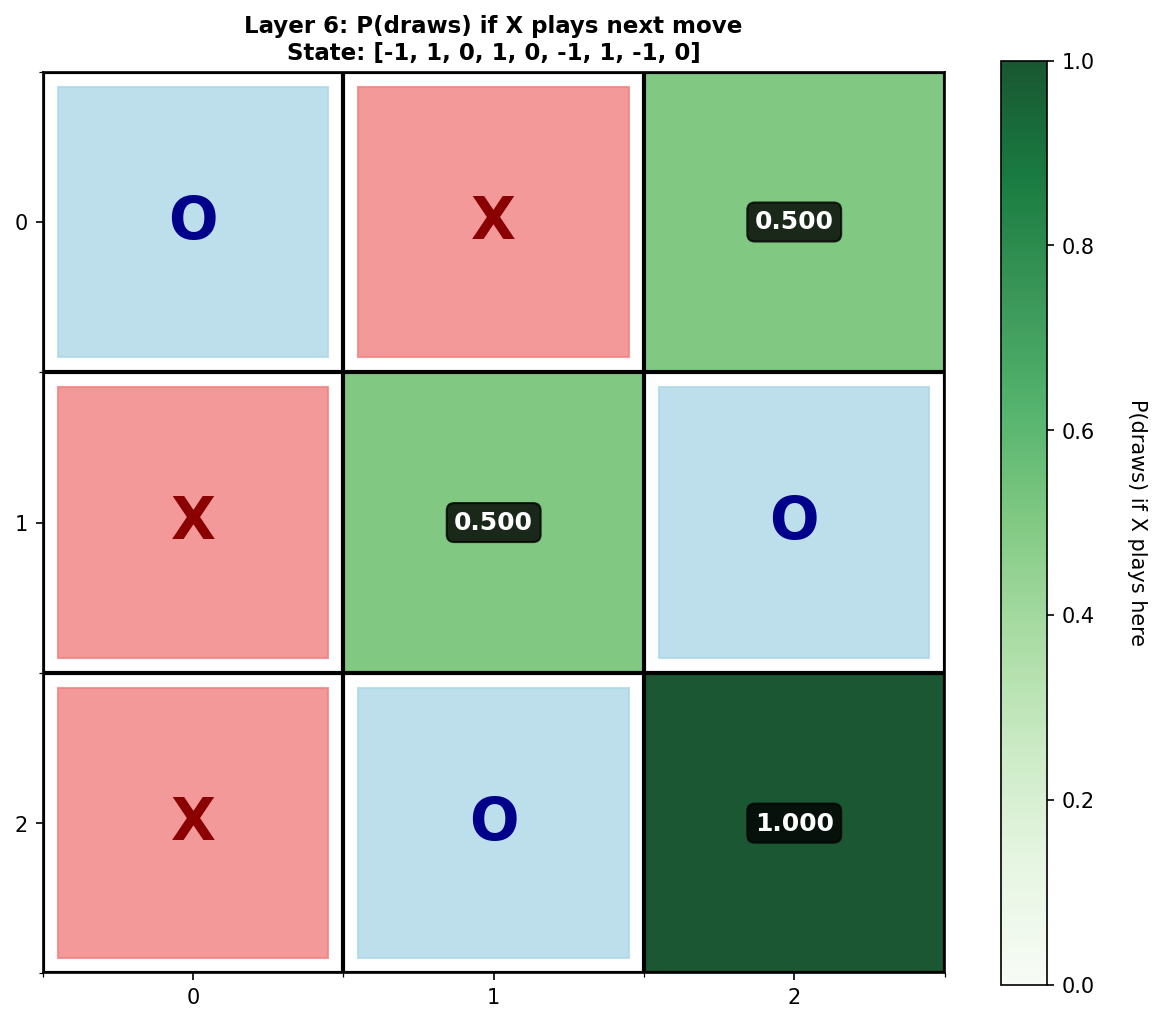 Layer 6: P(draws) if X plays next move
State: [-1, 1, 0, 1, 0, -1, 1, -1, 0]
0 O X 0.500
1 X 0.500 O
2 X O 1.000
0 1 2
1.0
0.8
0.6
0.4
0.2
0.0
P(draws) if X plays here